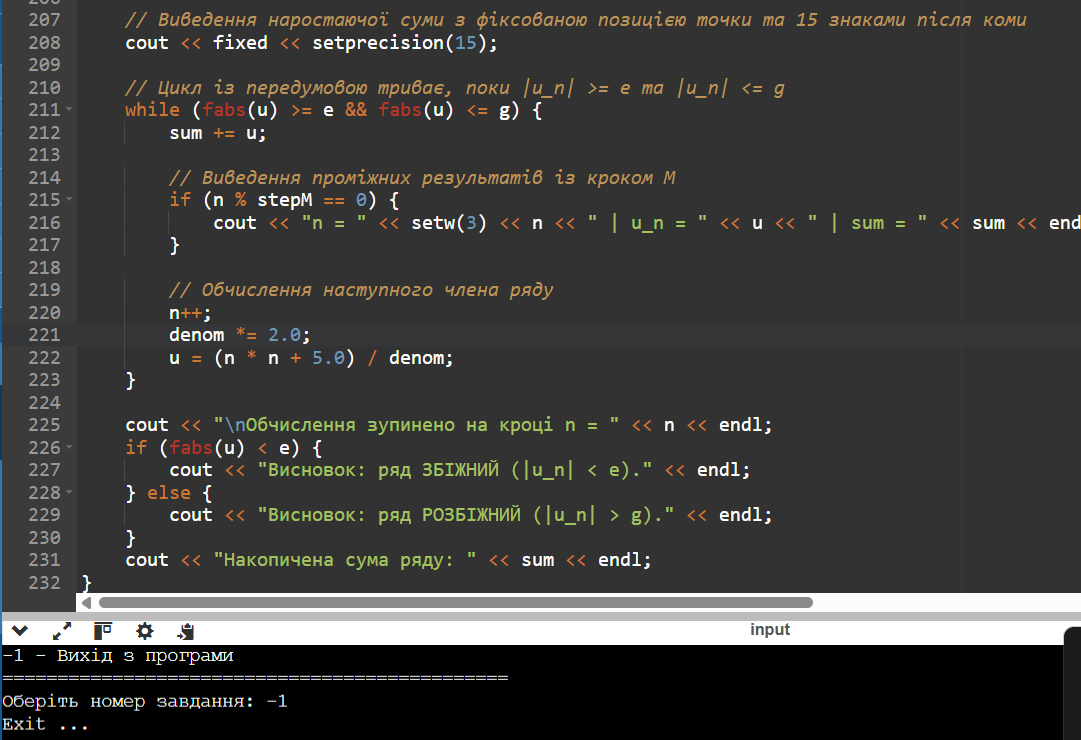 206
207 // Виведення наростаючої суми з фіксованою позицією точки та 15 знаками після коми
208 cout << fixed << setprecision(15);
209
210 // Цикл із передумовою триває, поки |u_n| >= e та |u_n| <= g
211 while (fabs(u) >= e && fabs(u) <= g) {
212 sum += u;
213
214 // Виведення проміжних результатів із кроком M
215 if (n % stepM == 0) {
216 cout << "n = " << setw(3) << n << " | u_n = " << u << " | sum = " << sum << end
217 }
218
219 // Обчислення наступного члена ряду
220 n++;
221 denom *= 2.0;
222 u = (n * n + 5.0) / denom;
223 }
224
225 cout << "\nОбчислення зупинено на кроці n = " << n << endl;
226 if (fabs(u) < e) {
227 cout << "Висновок: ряд ЗБІЖНИЙ (|u_n| < e)." << endl;
228 } else {
229 cout << "Висновок: ряд РОЗБІЖНИЙ (|u_n| > g)." << endl;
230 }
231 cout << "Накопичена сума ряду: " << sum << endl;
232 }
input
-1 - Вихід з програми
==============================================
Оберіть номер завдання: -1
Exit ...